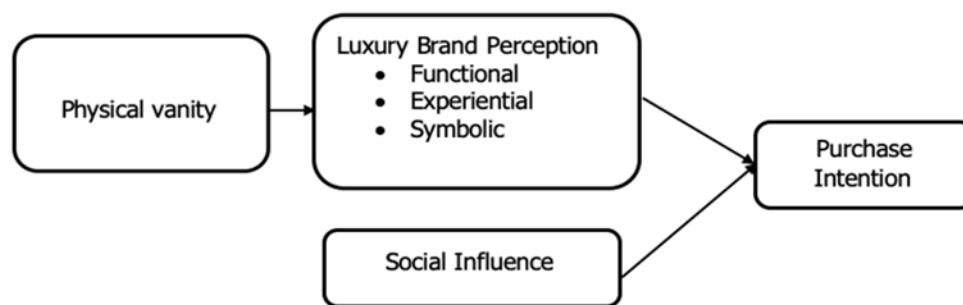 Physical vanity
Luxury Brand Perception
• Functional
• Experiential
• Symbolic
Purchase
Intention
Social Influence